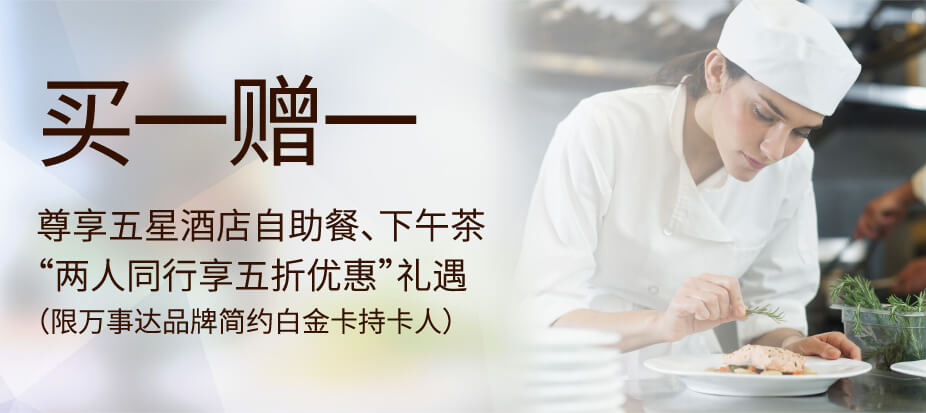 买一赠一
尊享五星酒店自助餐、下午茶
“两人同行享五折优惠”礼遇
（限万事达品牌简约白金卡持卡人）